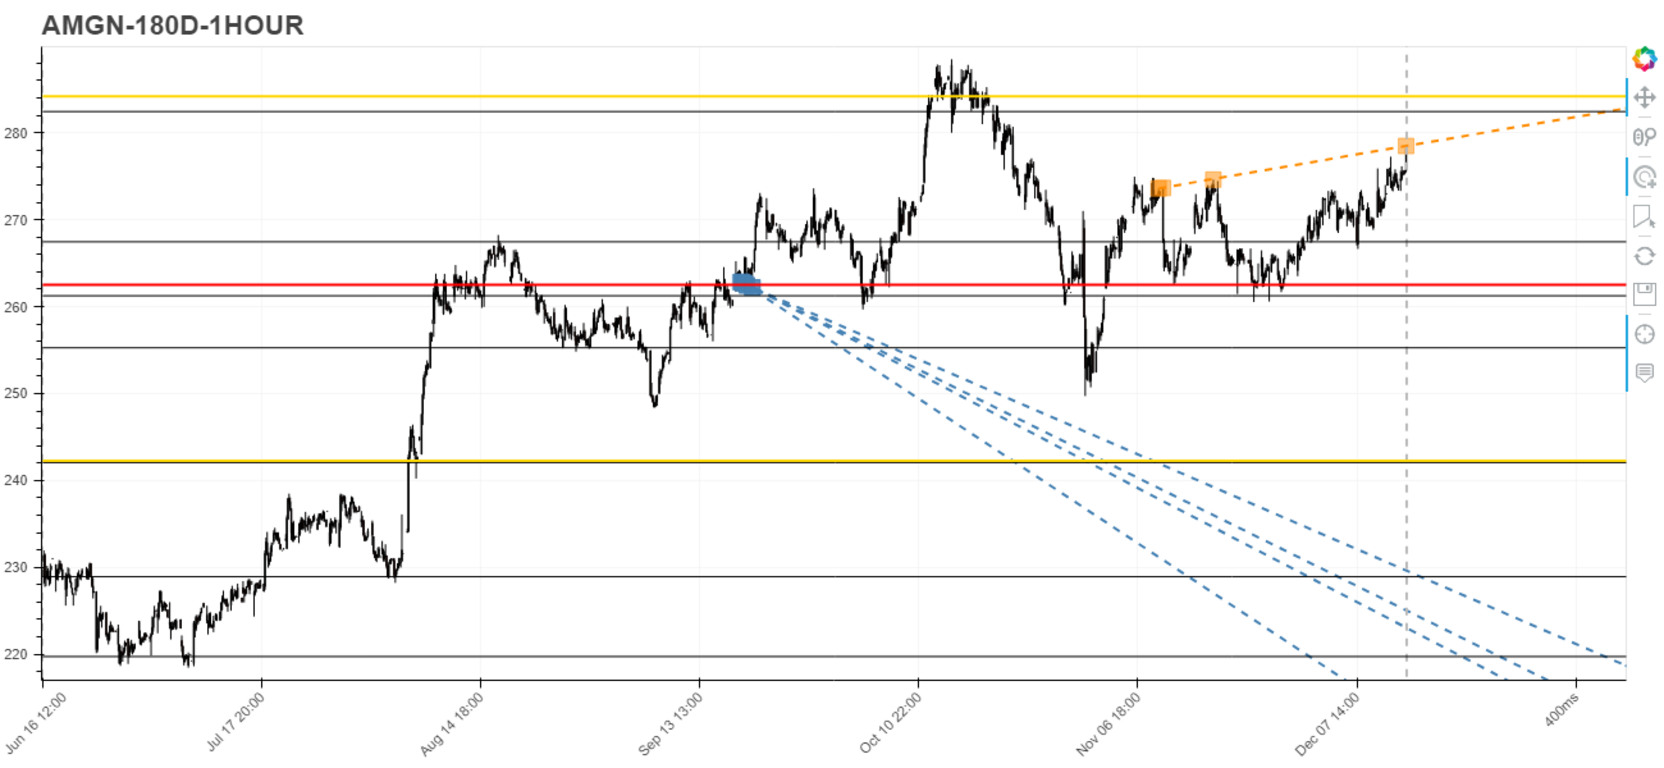 AMGN-180D-1HOUR
280
270
260
250
240
230
220
Jun 16 12:00
Jul 17 20:00
Aug 14 18:00
Sep 13 13:00
Oct 10 22:00
Nov 06 18:00
Dec 07 14:00
400ms